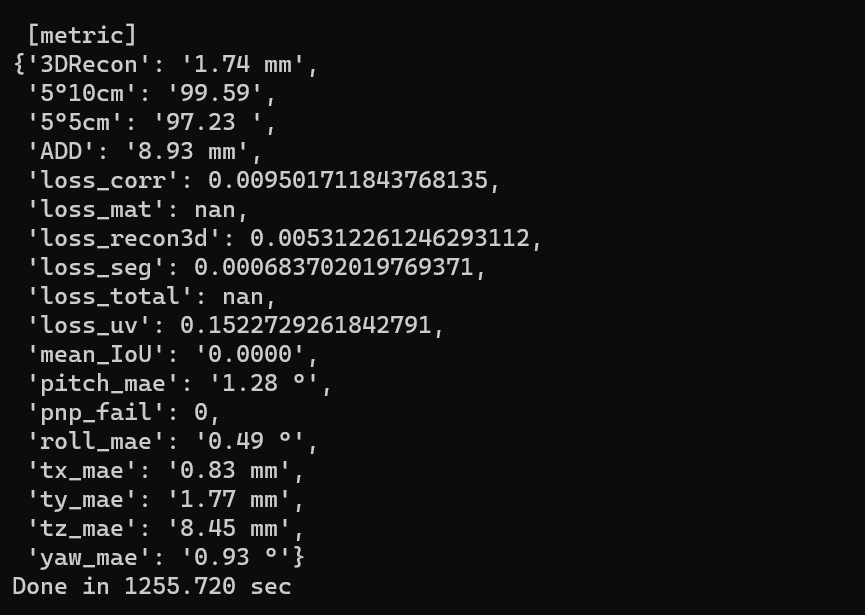 [metric]
{'3DRecon': '1.74 mm',
'5°10cm': '99.59',
'5°5cm': '97.23 ',
'ADD': '8.93 mm',
'loss_corr': 0.009501711843768135,
'loss_mat': nan,
'loss_recon3d': 0.005312261246293112,
'loss_seg': 0.000683702019769371,
'loss_total': nan,
'loss_uv': 0.1522729261842791,
'mean_IoU': '0.0000',
'pitch_mae': '1.28 °',
'pnp_fail': 0,
'roll_mae': '0.49 °',
'tx_mae': '0.83 mm',
'ty_mae': '1.77 mm',
'tz_mae': '8.45 mm',
'yaw_mae': '0.93 °'}
Done in 1255.720 sec